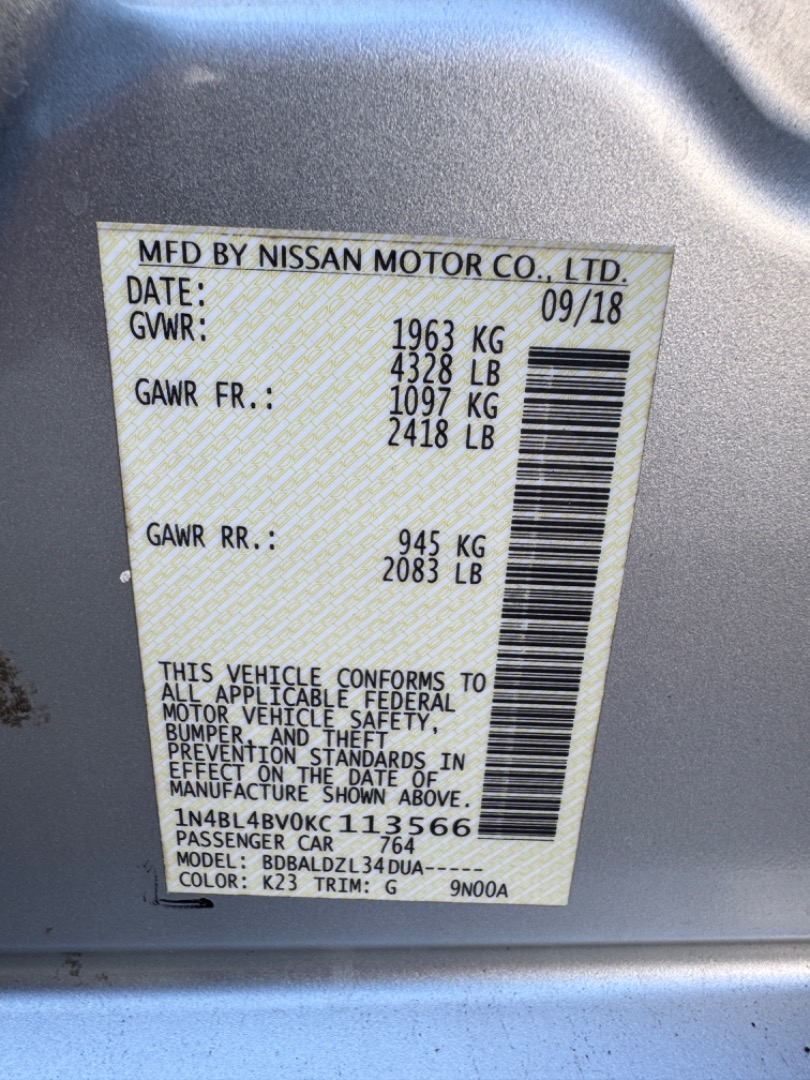 MFD BY NISSAN MOTOR CO., LTD.
DATE: 09/18
GVWR: 1963 KG
4328 LB
GAWR FR.: 1097 KG
2418 LB
GAWR RR.: 945 KG
2083 LB
THIS VEHICLE CONFORMS TO
ALL APPLICABLE FEDERAL
MOTOR VEHICLE SAFETY,
BUMPER, AND THEFT
PREVENTION STANDARDS IN
EFFECT ON THE DATE OF
MANUFACTURE SHOWN ABOVE.
1N4BL4BV0KC113566
PASSENGER CAR 764
MODEL: BDBALDZL34DUA-----
COLOR: K23 TRIM: G 9N00A